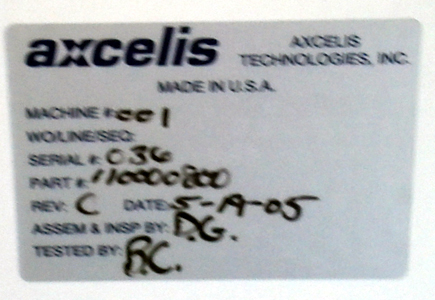 axcelis AXCELIS
TECHNOLOGIES, INC.
MADE IN U.S.A.
MACHINE #: 001
WO/LINE/SEQ:
SERIAL #: 036
PART #: 110000800
REV: C DATE: 5-19-05
ASSEM & INSP BY: D.G.
TESTED BY: R.C.